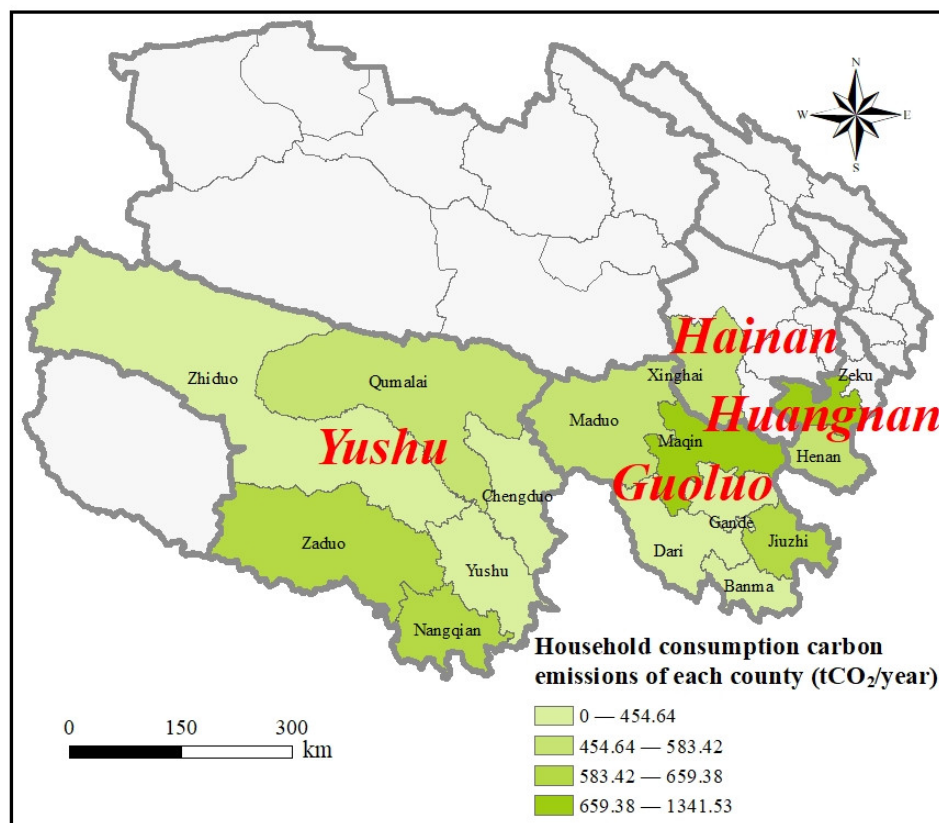 N
W
E
S
Hainan
Zhiduo
Qumalai
Xinghai
Zeku
Maduo
Huangnan
Maqin
Henan
Yushu
Guoluo
Chengduo
Gande
Jiuzhi
Zaduo
Dari
Yushu
Banma
Nangqian
Household consumption carbon
emissions of each county (tCO₂/year)
0 — 454.64
454.64 — 583.42
583.42 — 659.38
659.38 — 1341.53
0 150 300
km